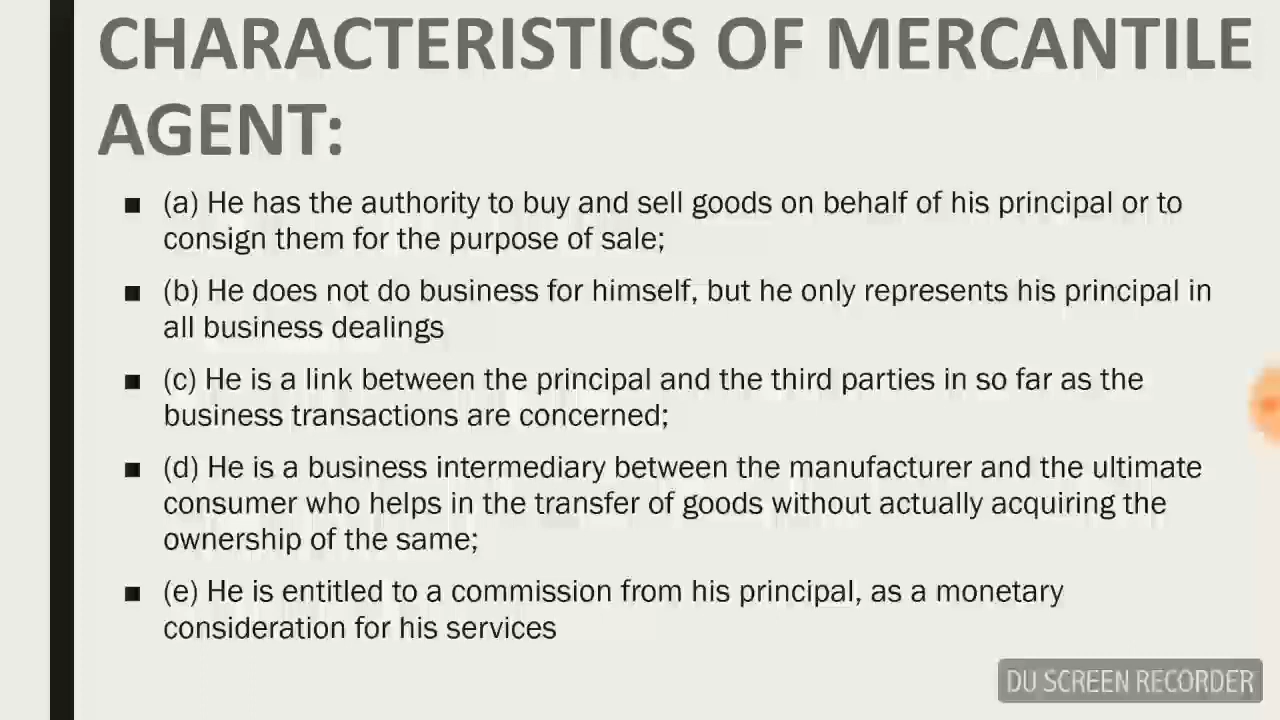 CHARACTERISTICS OF MERCANTILE
AGENT:
■ (a) He has the authority to buy and sell goods on behalf of his principal or to
consign them for the purpose of sale;
■ (b) He does not do business for himself, but he only represents his principal in
all business dealings
■ (c) He is a link between the principal and the third parties in so far as the
business transactions are concerned;
■ (d) He is a business intermediary between the manufacturer and the ultimate
consumer who helps in the transfer of goods without actually acquiring the
ownership of the same;
■ (e) He is entitled to a commission from his principal, as a monetary
consideration for his services
DU SCREEN RECORDER